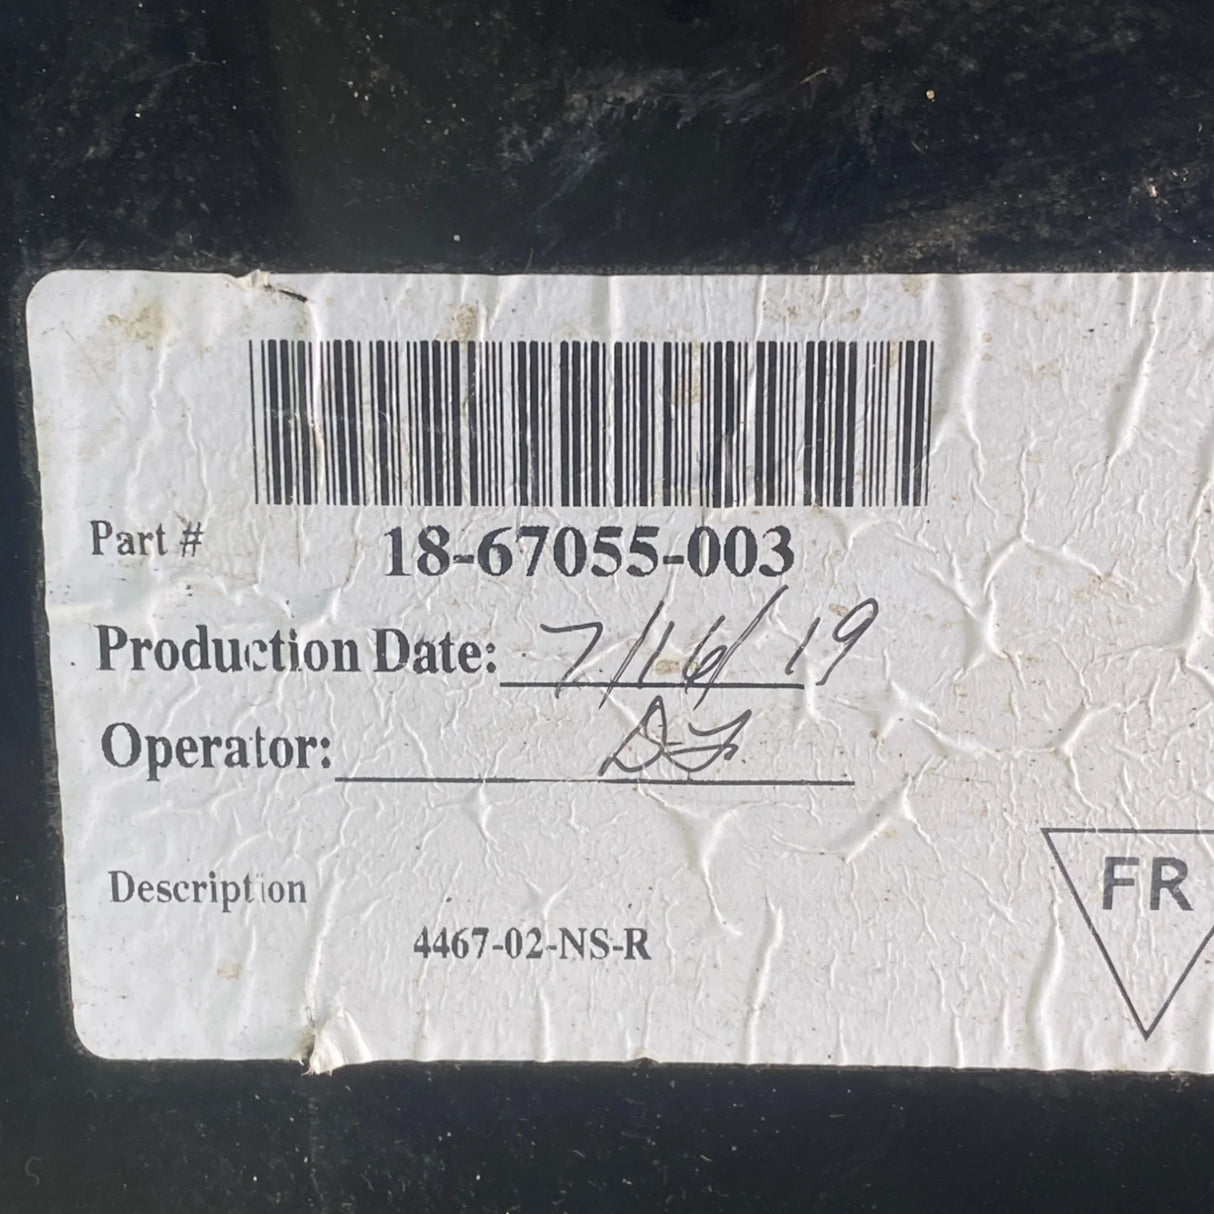 Part # 18-67055-003
Production Date: 7/16/19
Operator: D.F.
Description
4467-02-NS-R
FR